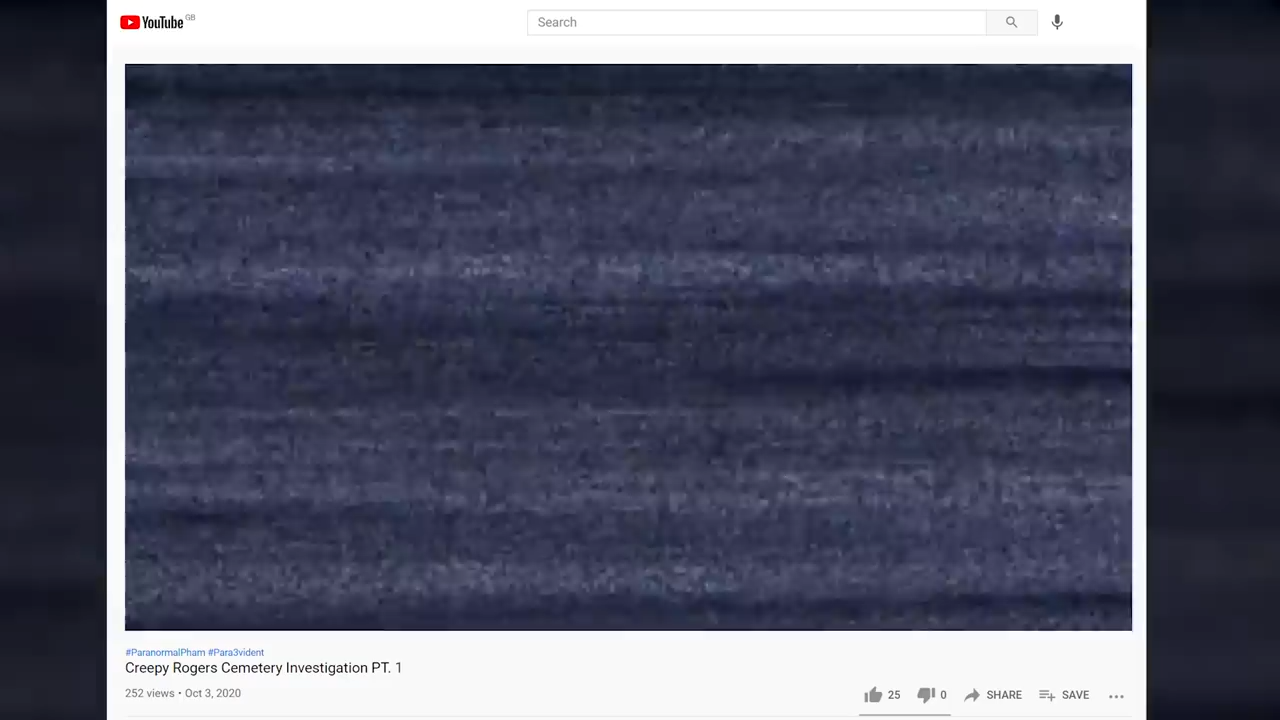 YouTube GB
Search
#ParanormalPham #Para3vident
Creepy Rogers Cemetery Investigation PT. 1
252 views • Oct 3, 2020
25
0
SHARE
SAVE